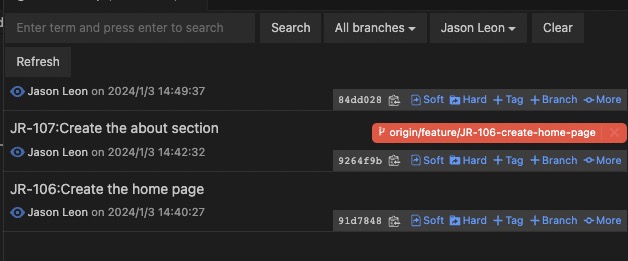 Enter term and press enter to search Search All branches Jason Leon Clear
Refresh
Jason Leon on 2024/1/3 14:49:37
84dd028 Soft Hard Tag Branch More
JR-107:Create the about section
origin/feature/JR-106-create-home-page
Jason Leon on 2024/1/3 14:42:32
9264f9b Soft Hard Tag Branch More
JR-106:Create the home page
Jason Leon on 2024/1/3 14:40:27
91d7848 Soft Hard Tag Branch More